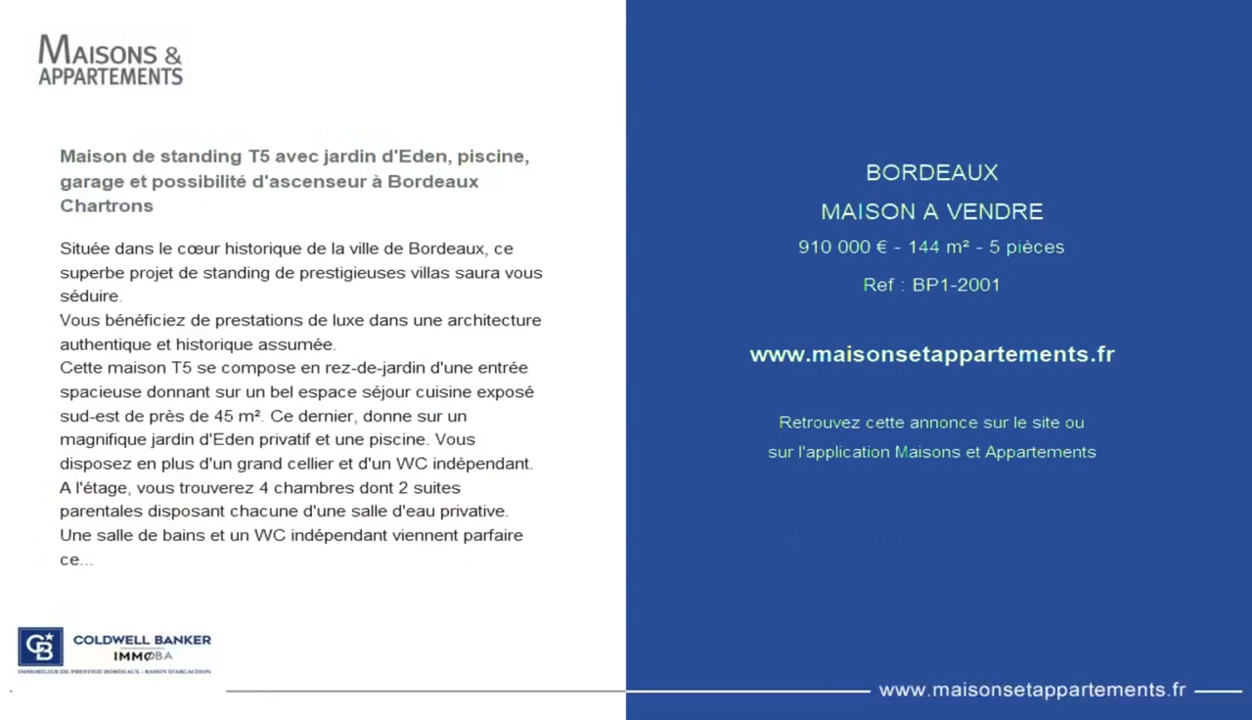 MAISONS &
APPARTEMENTS
Maison de standing T5 avec jardin d'Eden, piscine,
garage et possibilité d'ascenseur à Bordeaux
Chartrons
Située dans le cœur historique de la ville de Bordeaux, ce
superbe projet de standing de prestigieuses villas saura vous
séduire.
Vous bénéficiez de prestations de luxe dans une architecture
authentique et historique assumée.
Cette maison T5 se compose en rez-de-jardin d'une entrée
spacieuse donnant sur un bel espace séjour cuisine exposé
sud-est de près de 45 m². Ce dernier, donne sur un
magnifique jardin d'Eden privatif et une piscine. Vous
disposez en plus d'un grand cellier et d'un WC indépendant.
A l'étage, vous trouverez 4 chambres dont 2 suites
parentales disposant chacune d'une salle d'eau privative.
Une salle de bains et un WC indépendant viennent parfaire
ce...
CB
COLDWELL BANKER
IMMOBA
IMMOBILIER DE PRESTIGE BORDEAUX - BASSIN D'ARCACHON
BORDEAUX
MAISON A VENDRE
910 000 € - 144 m² - 5 pièces
Ref : BP1-2001
www.maisonsetappartements.fr
Retrouvez cette annonce sur le site ou
sur l'application Maisons et Appartements
www.maisonsetappartements.fr